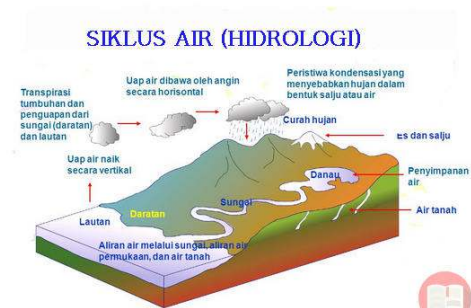 SIKLUS AIR (HIDROLOGI)
Transpirasi
tumbuhan dan
penguapan dari
sungai (daratan)
dan lautan
Uap air dibawa oleh angin
secara horisontal
Peristiwa kondensasi yang
menyebabkan hujan dalam
bentuk salju atau air
Curah hujan
Es dan salju
Uap air naik
secara vertikal
Danau
Penyimpanan
air
Sungai
Daratan
Lautan
Air tanah
Aliran air melalui sungai, aliran air
permukaan, dan air tanah